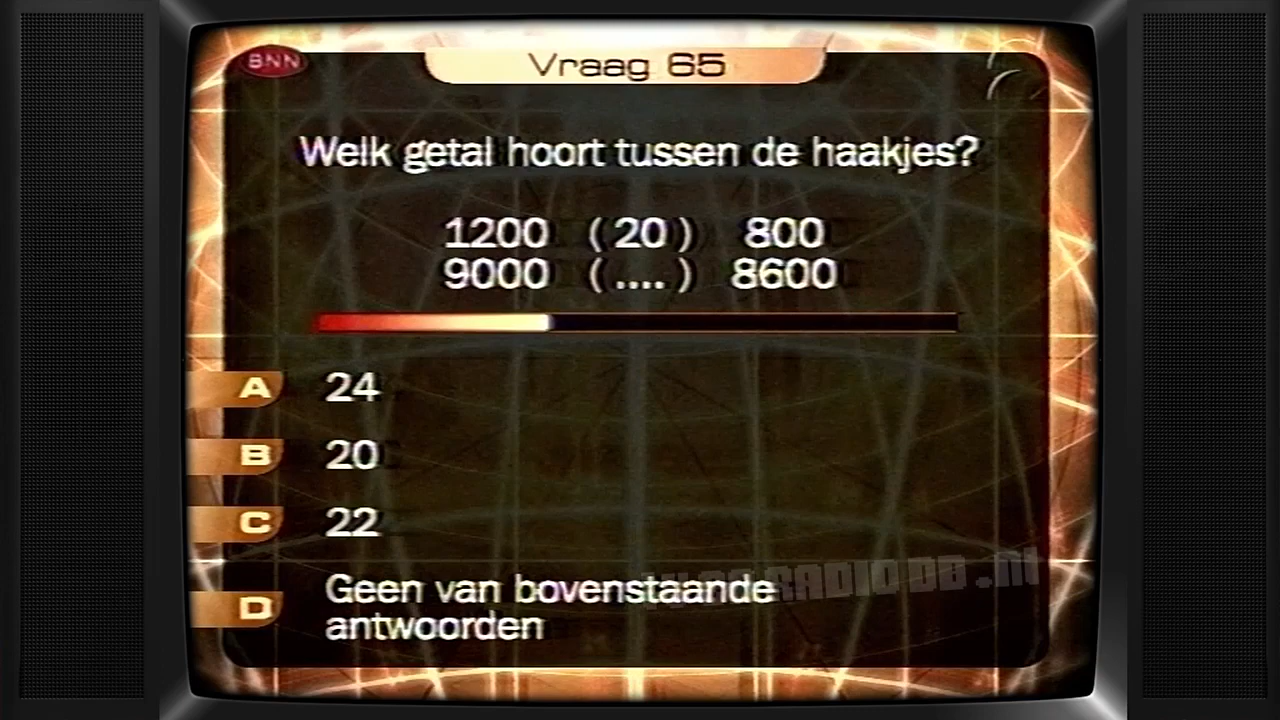 BNN
Vraag 65
Welk getal hoort tussen de haakjes?
1200 (20) 800
9000 (....) 8600
A 24
B 20
C 22
D Geen van bovenstaande
antwoorden